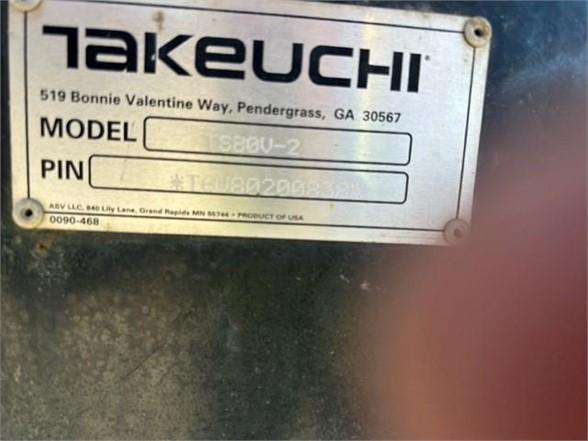 TAKEUCHI
519 Bonnie Valentine Way, Pendergrass, GA 30567
MODEL TS80V-2
PIN
ASV LLC, 840 Lily Lane, Grand Rapids MN 55744 • PRODUCT OF USA
0090-468